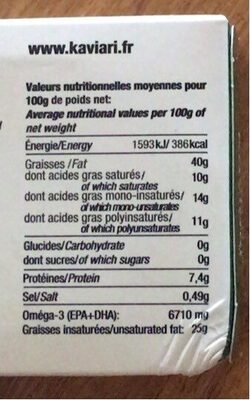 www.kaviari.fr
Valeurs nutritionnelles moyennes pour
100g de poids net:
Average nutritional values per 100g of
net weight
Énergie/Energy 1593kJ/ 386kcal
Graisses /Fat 40g
dont acides gras saturés/ 10g
of which saturates
dont acides gras mono-insaturés/ 14g
of which mono-unsaturates
dont acides gras polyinsaturés/ 11g
of which polyunsaturates
Glucides/Carbohydrate 0g
dont sucres/of which sugars 0g
Protéines/Protein 7,4g
Sel/Salt 0,49g
Oméga-3 (EPA+DHA): 6710 mg
Graisses insaturées/unsaturated fat: 25g